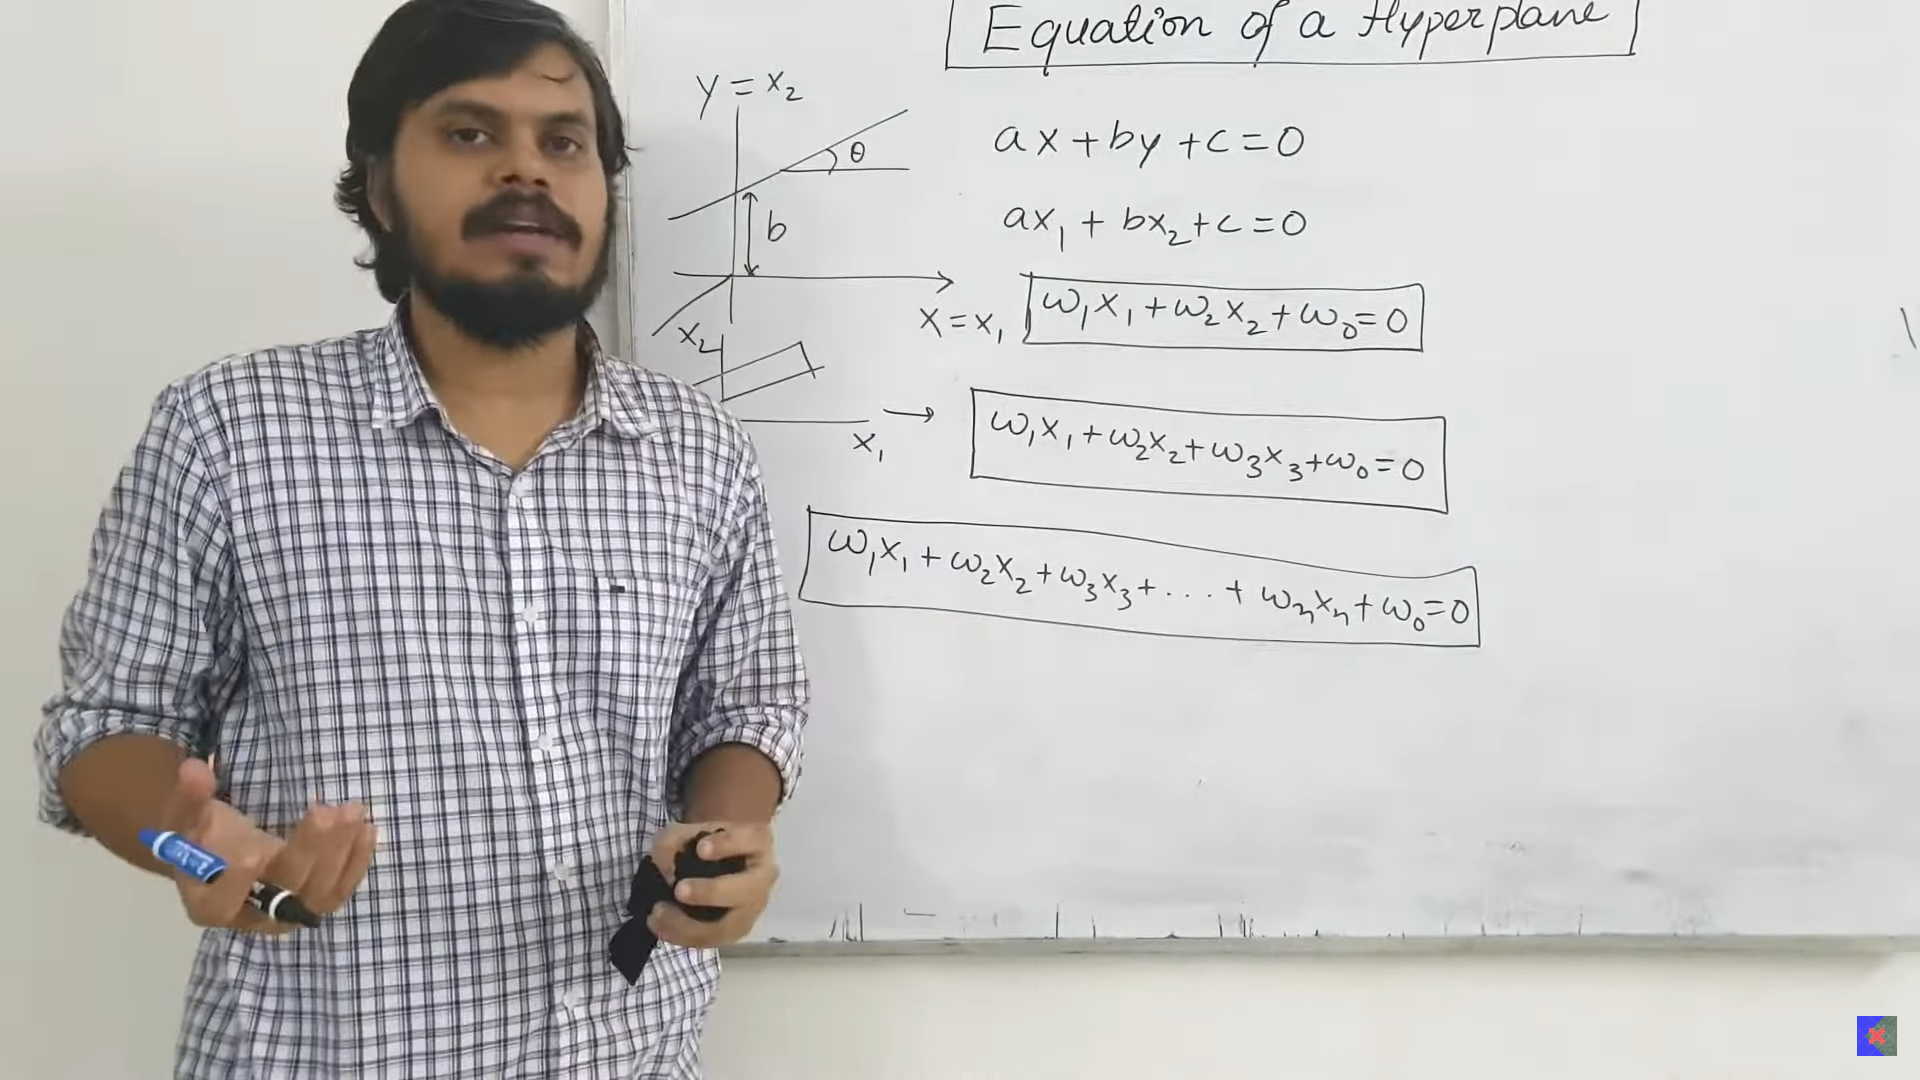 Equation of a Hyperplane
y = x₂
θ
b
X = x₁
x₂
x₁
ax + by + c = 0
ax₁ + bx₂ + c = 0
ω₁x₁ + ω₂x₂ + ω₀ = 0
ω₁x₁ + ω₂x₂ + ω₃x₃ + ω₀ = 0
ω₁x₁ + ω₂x₂ + ω₃x₃ + . . . + ωₙxₙ + ω₀ = 0